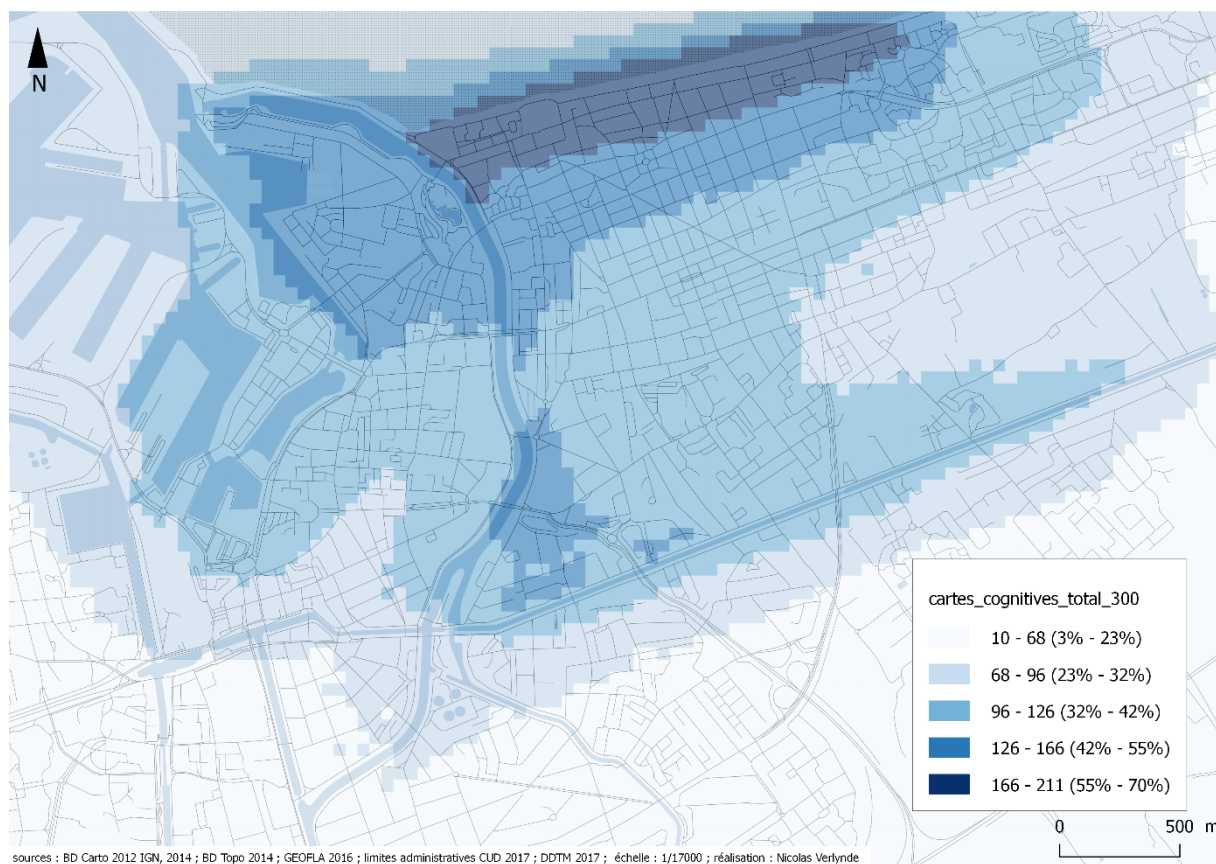 N
cartes_cognitives_total_300
10 - 68 (3% - 23%)
68 - 96 (23% - 32%)
96 - 126 (32% - 42%)
126 - 166 (42% - 55%)
166 - 211 (55% - 70%)
0 500 m
sources : BD Carto 2012 IGN, 2014 ; BD Topo 2014 ; GEOFLA 2016 ; limites administratives CUD 2017 ; DDTM 2017 ; échelle : 1/17000 ; réalisation : Nicolas Verlynde